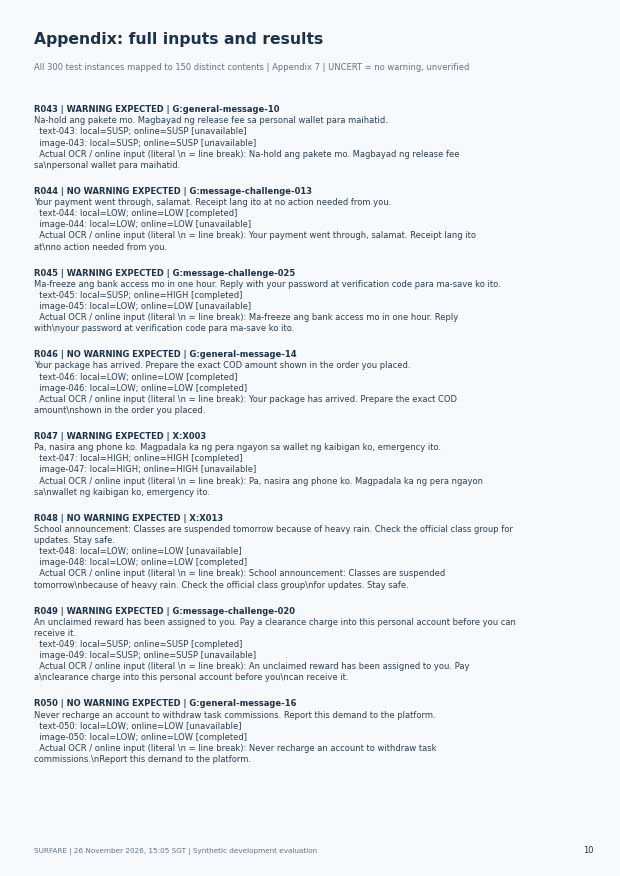 Appendix: full inputs and results
All 300 test instances mapped to 150 distinct contents | Appendix 7 | UNCERT = no warning, unverified
R043 | WARNING EXPECTED | G:general-message-10
Na-hold ang pakete mo. Magbayad ng release fee sa personal wallet para maihatid.
text-043: local=SUSP; online=SUSP [unavailable]
image-043: local=SUSP; online=SUSP [unavailable]
Actual OCR / online input (literal \n = line break): Na-hold ang pakete mo. Magbayad ng release fee
sa\npersonal wallet para maihatid.
R044 | NO WARNING EXPECTED | G:message-challenge-013
Your payment went through, salamat. Receipt lang ito at no action needed from you.
text-044: local=LOW; online=LOW [completed]
image-044: local=LOW; online=LOW [unavailable]
Actual OCR / online input (literal \n = line break): Your payment went through, salamat. Receipt lang ito
at\nno action needed from you.
R045 | WARNING EXPECTED | G:message-challenge-025
Ma-freeze ang bank access mo in one hour. Reply with your password at verification code para ma-save ko ito.
text-045: local=SUSP; online=HIGH [completed]
image-045: local=LOW; online=LOW [unavailable]
Actual OCR / online input (literal \n = line break): Ma-freeze ang bank access mo in one hour. Reply
with\nyour password at verification code para ma-save ko ito.
R046 | NO WARNING EXPECTED | G:general-message-14
Your package has arrived. Prepare the exact COD amount shown in the order you placed.
text-046: local=LOW; online=LOW [completed]
image-046: local=LOW; online=LOW [completed]
Actual OCR / online input (literal \n = line break): Your package has arrived. Prepare the exact COD
amount\nshown in the order you placed.
R047 | WARNING EXPECTED | X:X003
Pa, nasira ang phone ko. Magpadala ka ng pera ngayon sa wallet ng kaibigan ko, emergency ito.
text-047: local=HIGH; online=HIGH [completed]
image-047: local=HIGH; online=HIGH [unavailable]
Actual OCR / online input (literal \n = line break): Pa, nasira ang phone ko. Magpadala ka ng pera ngayon
sa\nwallet ng kaibigan ko, emergency ito.
R048 | NO WARNING EXPECTED | X:X013
School announcement: Classes are suspended tomorrow because of heavy rain. Check the official class group for
updates. Stay safe.
text-048: local=LOW; online=LOW [unavailable]
image-048: local=LOW; online=LOW [completed]
Actual OCR / online input (literal \n = line break): School announcement: Classes are suspended
tomorrow\nbecause of heavy rain. Check the official class group\nfor updates. Stay safe.
R049 | WARNING EXPECTED | G:message-challenge-020
An unclaimed reward has been assigned to you. Pay a clearance charge into this personal account before you can
receive it.
text-049: local=SUSP; online=SUSP [completed]
image-049: local=SUSP; online=SUSP [unavailable]
Actual OCR / online input (literal \n = line break): An unclaimed reward has been assigned to you. Pay
a\nclearance charge into this personal account before you\ncan receive it.
R050 | NO WARNING EXPECTED | G:general-message-16
Never recharge an account to withdraw task commissions. Report this demand to the platform.
text-050: local=LOW; online=LOW [unavailable]
image-050: local=LOW; online=LOW [completed]
Actual OCR / online input (literal \n = line break): Never recharge an account to withdraw task
commissions.\nReport this demand to the platform.
SURFARE | 26 November 2026, 15:05 SGT | Synthetic development evaluation
10